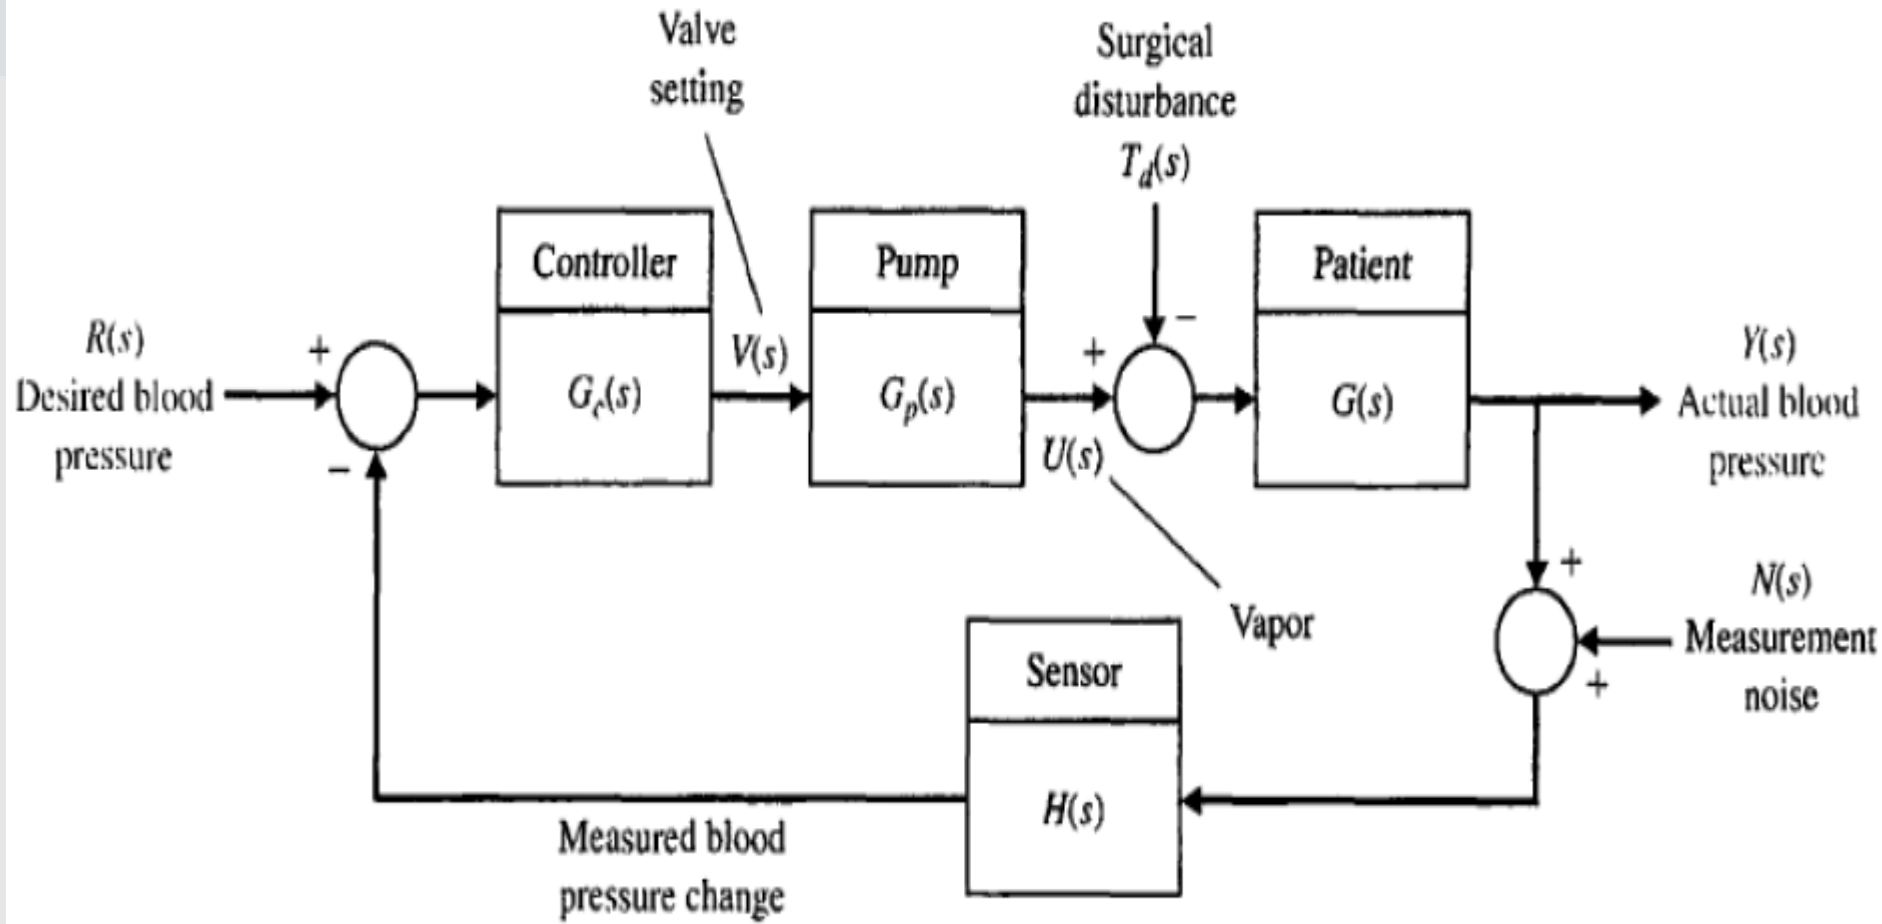 Valve
setting
Surgical
disturbance
T_d(s)
Controller
Pump
Patient
R(s)
Desired blood
pressure
+
−
G_c(s)
V(s)
G_p(s)
+
−
U(s)
G(s)
Y(s)
Actual blood
pressure
Vapor
+
N(s)
Measurement
noise
+
Sensor
H(s)
Measured blood
pressure change